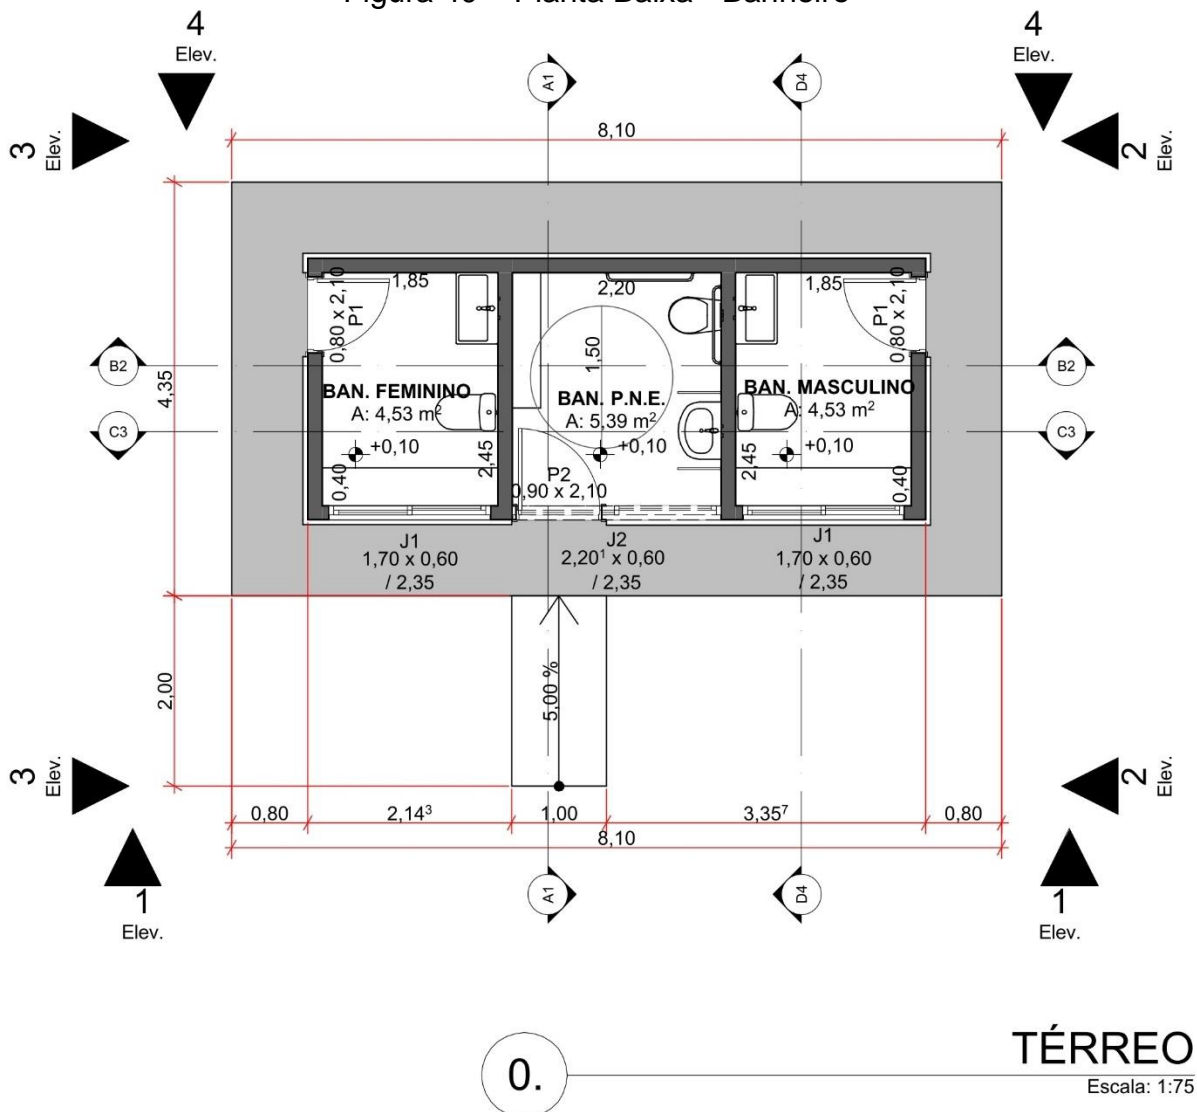 4
Elev.
4
Elev.
A1
D4
3
Elev.
8,10
2
Elev.
0,80 x 2,10
P1
1,85
2,20
1,85
P1
0,80 x 2,10
1,50
B2
B2
4,35
BAN. FEMININO
A: 4,53 m²
BAN. P.N.E.
A: 5,39 m²
BAN. MASCULINO
A: 4,53 m²
C3
C3
+0,10
+0,10
+0,10
2,45
2,45
0,40
0,40
P2
0,90 x 2,10
J1
1,70 x 0,60
/ 2,35
J2
2,20¹ x 0,60
/ 2,35
J1
1,70 x 0,60
/ 2,35
2,00
5,00 %
3
Elev.
2
Elev.
0,80
2,14³
1,00
3,35⁷
0,80
8,10
1
Elev.
A1
D4
1
Elev.
0.
TÉRREO
Escala: 1:75